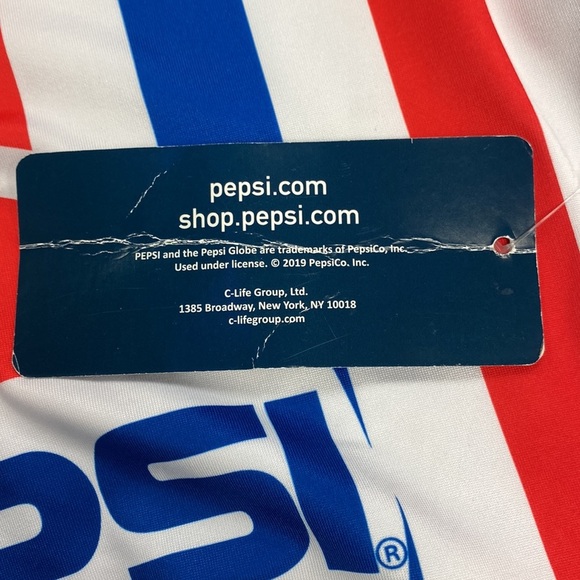 pepsi.com
shop.pepsi.com
PEPSI and the Pepsi Globe are trademarks of PepsiCo, Inc.
Used under license. © 2019 PepsiCo. Inc.
C-Life Group, Ltd.
1385 Broadway, New York, NY 10018
c-lifegroup.com
PSI®